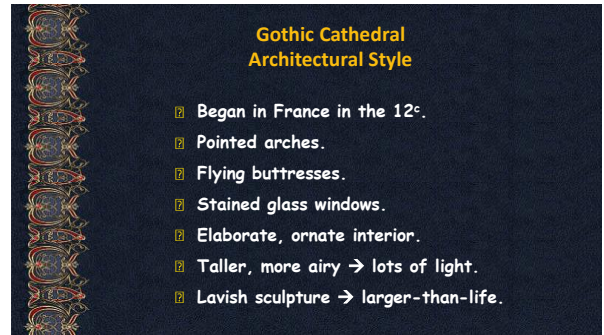 Gothic Cathedral
Architectural Style
Began in France in the 12c.
Pointed arches.
Flying buttresses.
Stained glass windows.
Elaborate, ornate interior.
Taller, more airy → lots of light.
Lavish sculpture → larger-than-life.